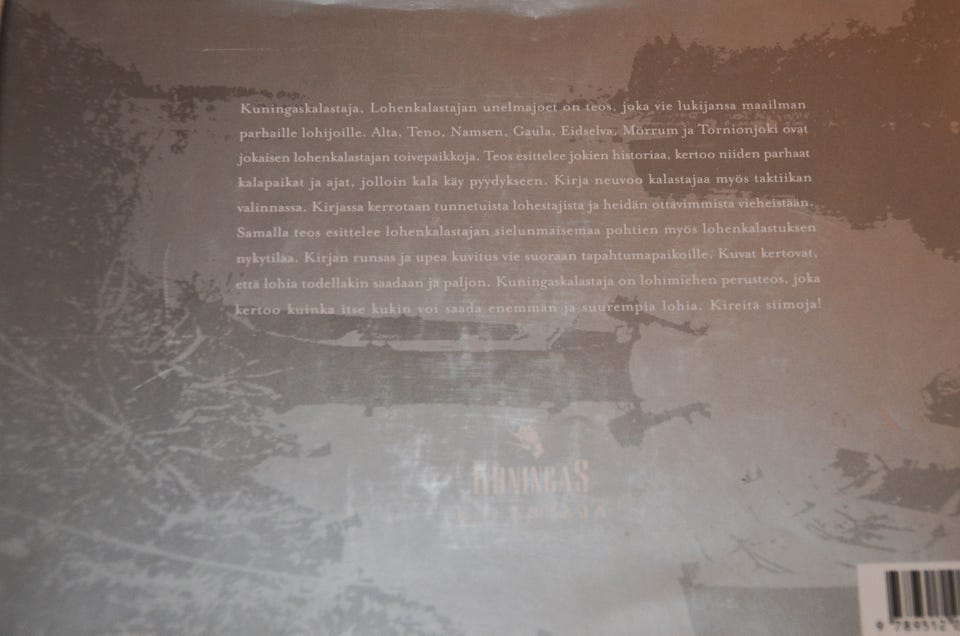 Kuningaskalastaja, Lohenkalastajan unelmajoet on teos, joka vie lukijansa maailman
parhaille lohijoille. Alta, Teno, Namsen, Gaula, Eidselva, Mörrum ja Tornionjoki ovat
jokaisen lohenkalastajan toivepaikkoja. Teos esittelee jokien historiaa, kertoo niiden parhaat
kalapaikat ja ajat, jolloin kala käy pyydykseen. Kirja neuvoo kalastajaa myös taktiikan
valinnassa. Kirjassa kerrotaan tunnetuista lohestajista ja heidän ottavimmista vieheistään.
Samalla teos esittelee lohenkalastajan sielunmaisemaa pohtien myös lohenkalastuksen
nykytilaa. Kirjan runsas ja upea kuvitus vie suoraan tapahtumapaikoille. Kuvat kertovat,
että lohia todellakin saadaan ja paljon. Kuningaskalastaja on lohimiehen perusteos, joka
kertoo kuinka itse kukin voi saada enemmän ja suurempia lohia. Kireitä siimoja!
KUNINGAS
9 789512